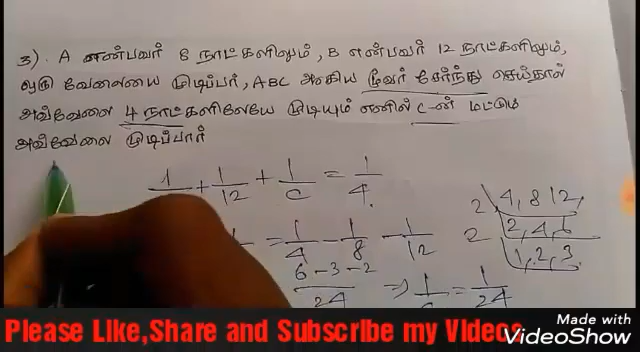 3). A என்பவர் 8 நாட்களிலும், B என்பவர் 12 நாட்களிலும்,
ஒரு வேலையை முடிப்பர், ABC ஆகிய மூவர் சேர்ந்து செய்தால்
அவ்வேலை 4 நாட்களிலேயே முடியும் எனில் C-ன் மட்டும்
அவ்வேலை முடிப்பார்
1/ + 1/12 + 1/C = 1/4.
= 1/4 - 1/8 - 1/12
6-3-2/24 => 1/C = 1/24
2 4, 8 12,
2 2, 4, 6
1, 2, 3.
Please Like,Share and Subscribe my Videos
Made with
VideoShow